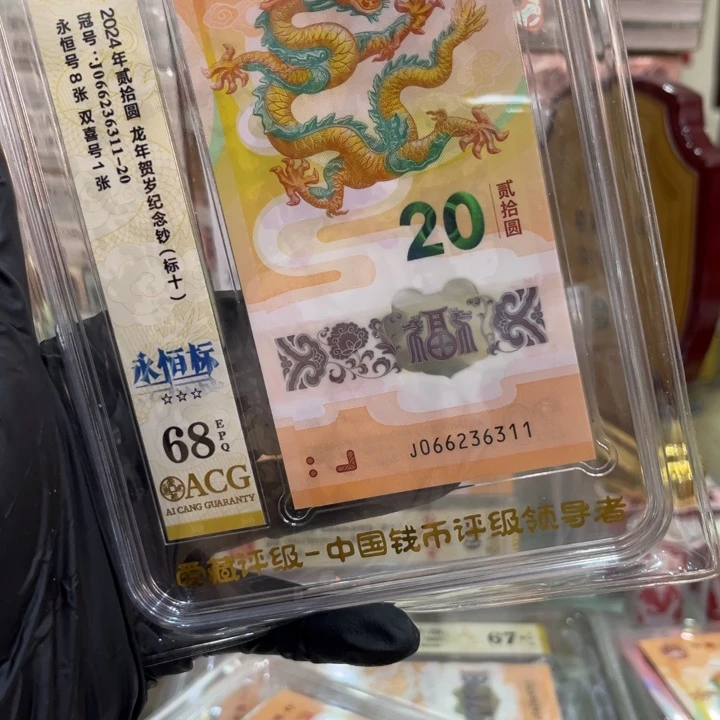 2024年贰拾圆 龙年贺岁纪念钞（标十）
冠号：J066236311-20
永恒号8张 双喜号1张
永恒标
☆☆☆
68 EPQ
ACG
AI CANG GUARANTY
20
贰拾圆
福
J066236311
爱藏评级-中国钱币评级领导者
67